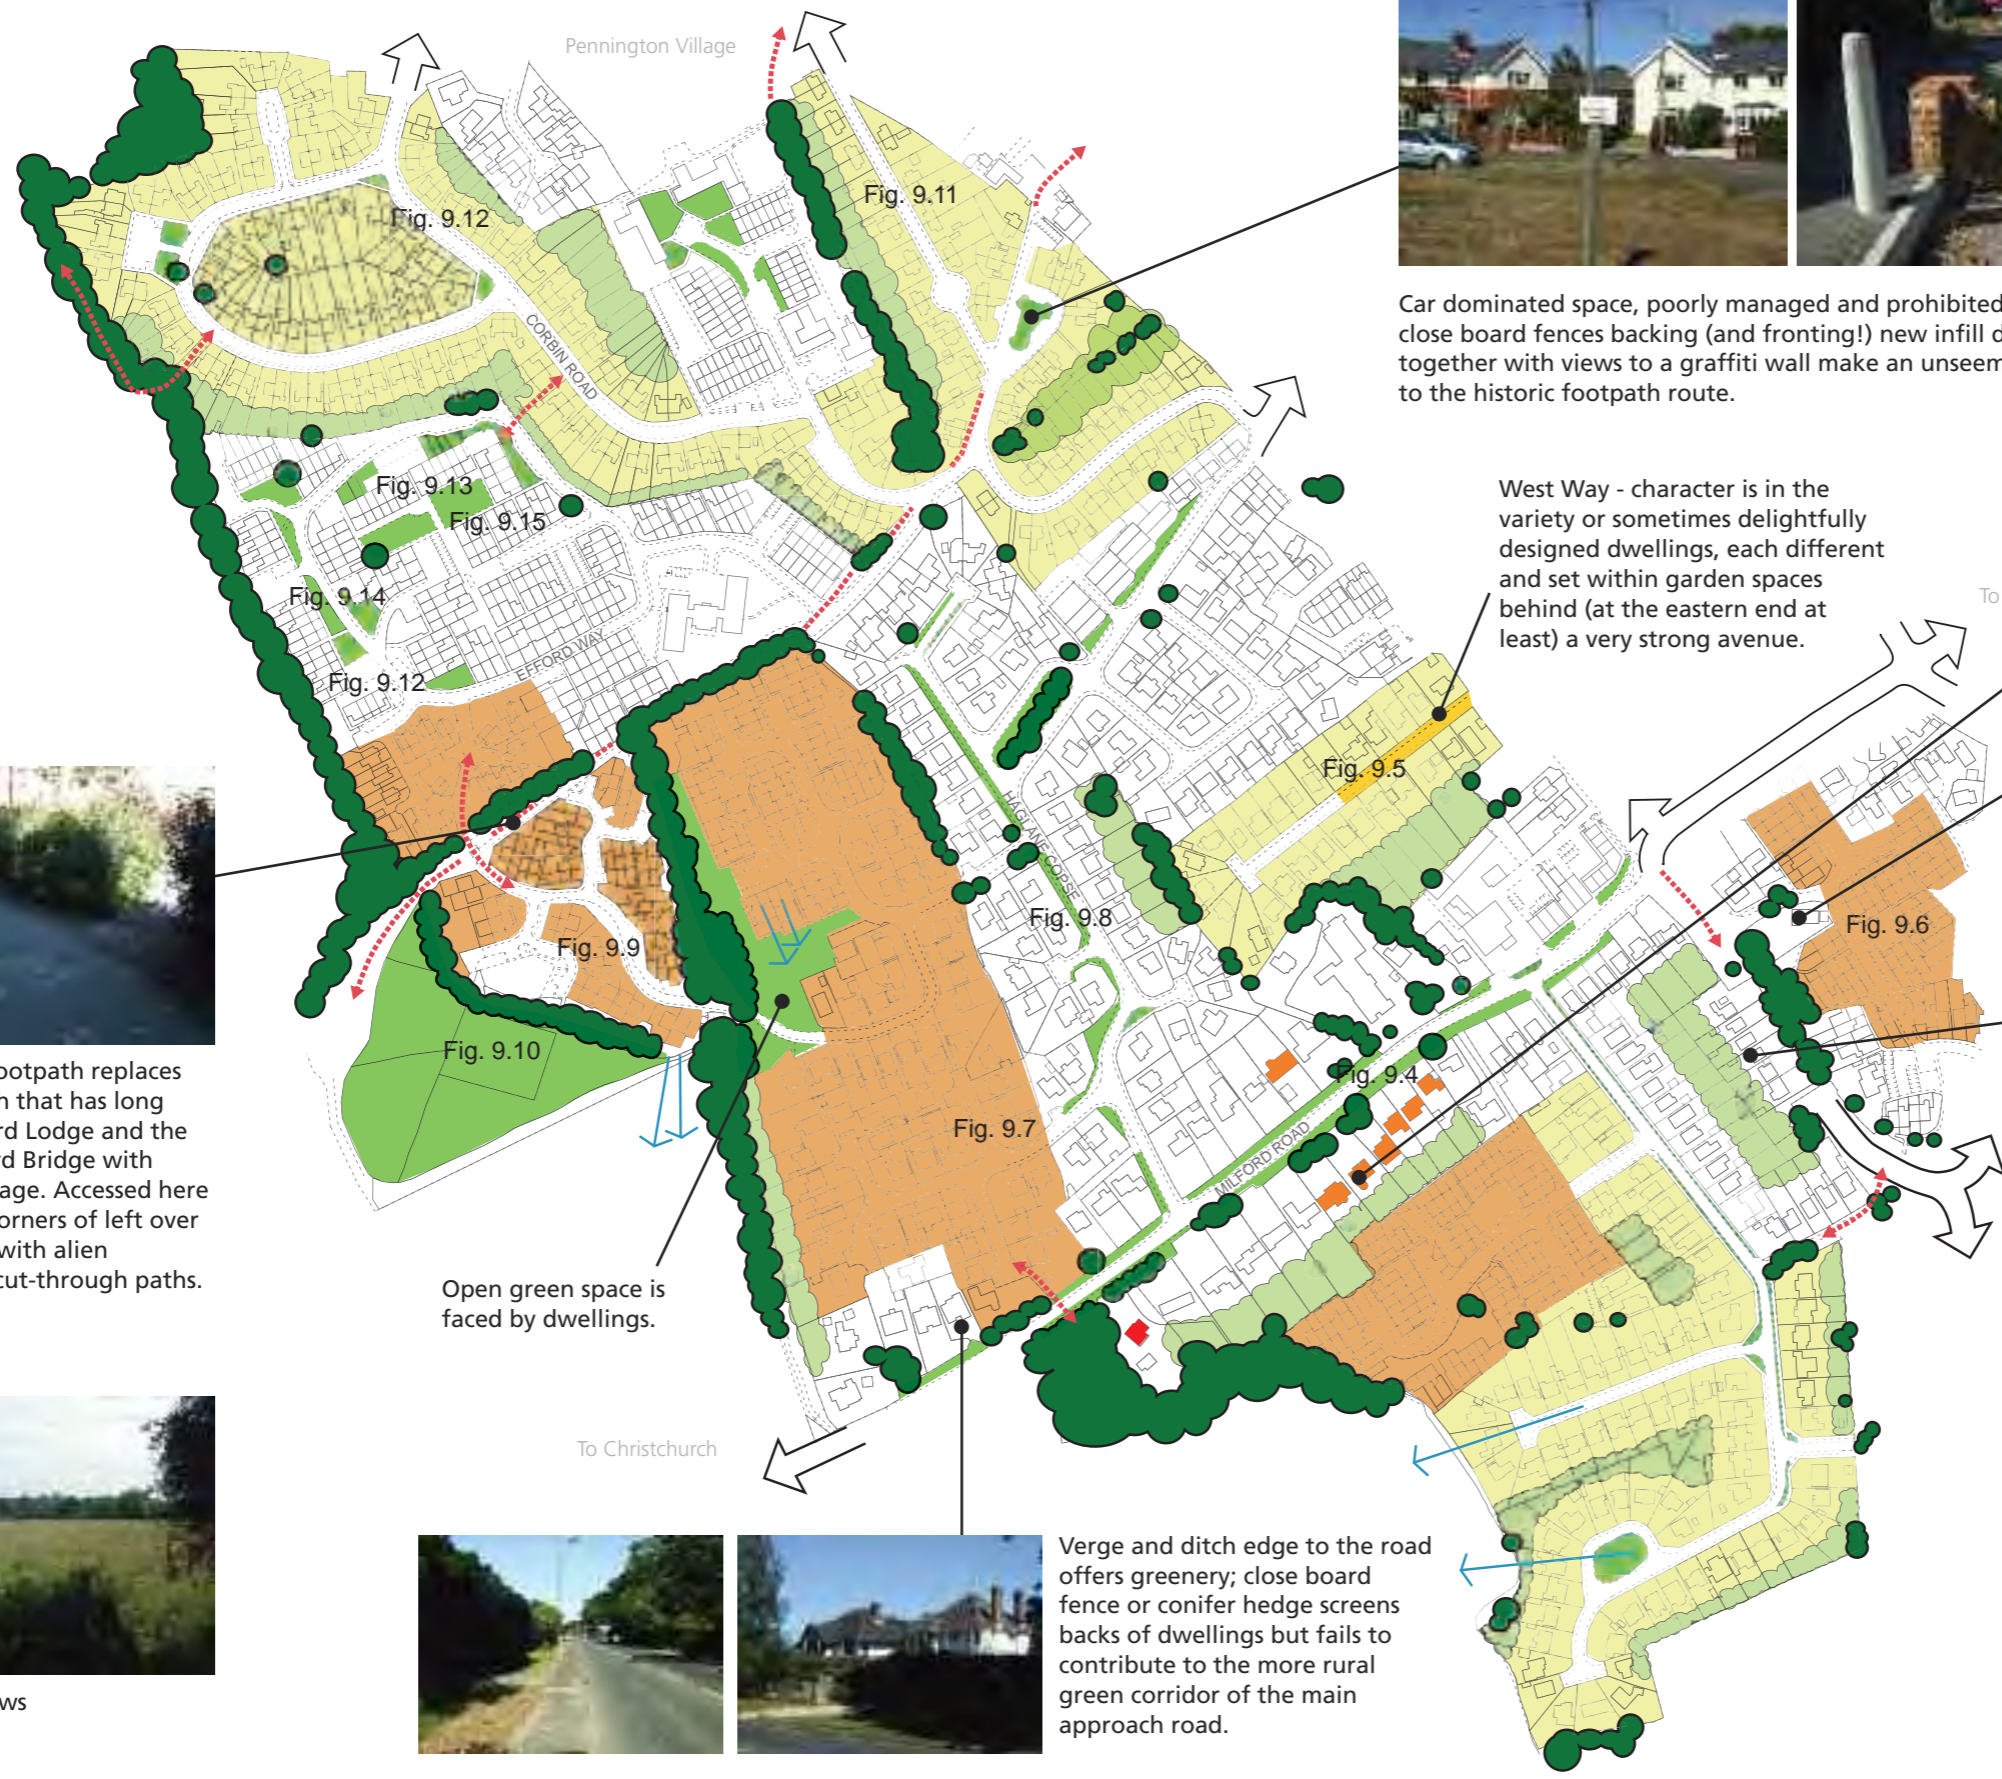 Pennington Village
Fig. 9.11
Fig. 9.12
CORBIN ROAD
Car dominated space, poorly managed and prohibited
close board fences backing (and fronting!) new infill d
together with views to a graffiti wall make an unseem
to the historic footpath route.
Fig. 9.13
Fig. 9.15
Fig. 9.14
EFFORD WAY
Fig. 9.12
West Way - character is in the
variety or sometimes delightfully
designed dwellings, each different
and set within garden spaces
behind (at the eastern end at
least) a very strong avenue.
To
Fig. 9.5
HAGLANE COPSE
Fig. 9.8
Fig. 9.6
Fig. 9.9
Fig. 9.10
Fig. 9.4
Fig. 9.7
MILFORD ROAD
ootpath replaces
n that has long
rd Lodge and the
rd Bridge with
age. Accessed here
orners of left over
with alien
cut-through paths.
Open green space is
faced by dwellings.
To Christchurch
Verge and ditch edge to the road
offers greenery; close board
fence or conifer hedge screens
backs of dwellings but fails to
contribute to the more rural
green corridor of the main
approach road.
ws